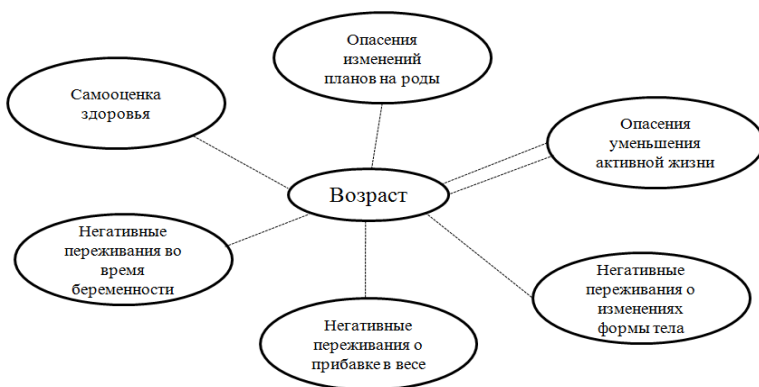 Опасения
изменений
планов на роды
Самооценка
здоровья
Опасения
уменьшения
активной жизни
Возраст
Негативные
переживания во
время
беременности
Негативные
переживания о
изменениях
формы тела
Негативные
переживания о
прибавке в весе